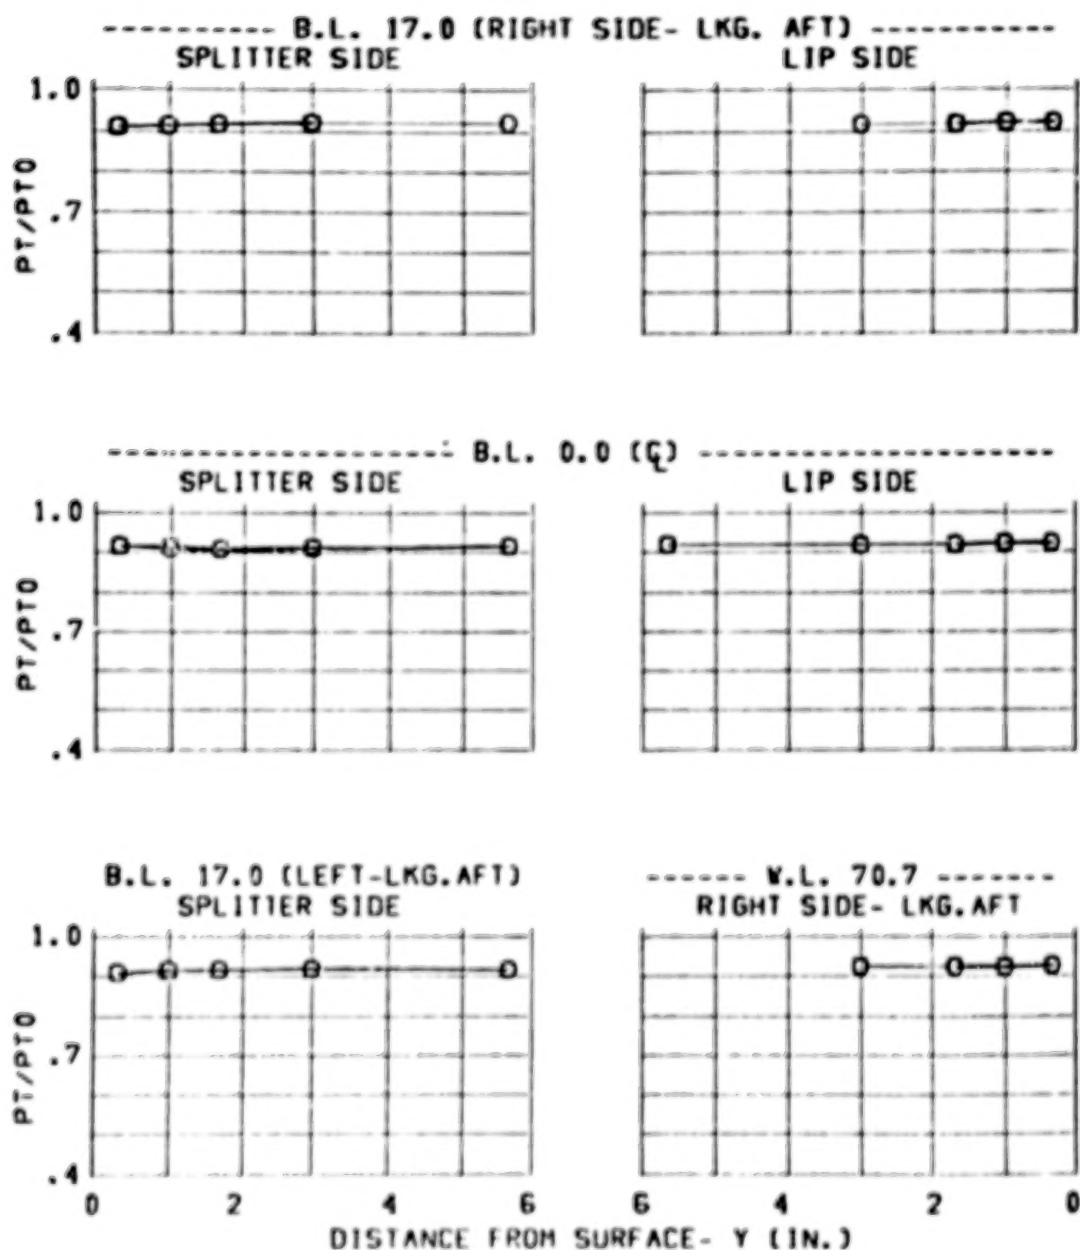 B.L. 17.0 (RIGHT SIDE- LKG. AFT)
SPLITTER SIDE
LIP SIDE
1.0
.7
.4
PT/PTO
B.L. 0.0 (℄)
SPLITTER SIDE
LIP SIDE
1.0
.7
.4
PT/PTO
B.L. 17.0 (LEFT-LKG.AFT)
SPLITTER SIDE
W.L. 70.7
RIGHT SIDE- LKG.AFT
1.0
.7
.4
PT/PTO
0 2 4 6 6 4 2 0
DISTANCE FROM SURFACE- Y (IN.)